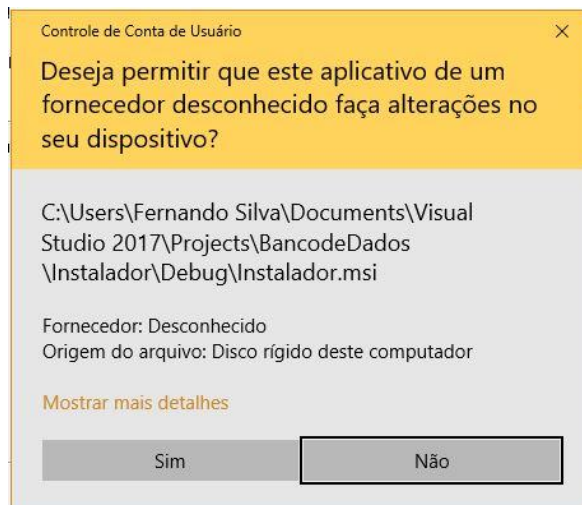 Controle de Conta de Usuário
Deseja permitir que este aplicativo de um
fornecedor desconhecido faça alterações no
seu dispositivo?
C:\Users\Fernando Silva\Documents\Visual
Studio 2017\Projects\BancodeDados
\Instalador\Debug\Instalador.msi
Fornecedor: Desconhecido
Origem do arquivo: Disco rígido deste computador
Mostrar mais detalhes
Sim
Não